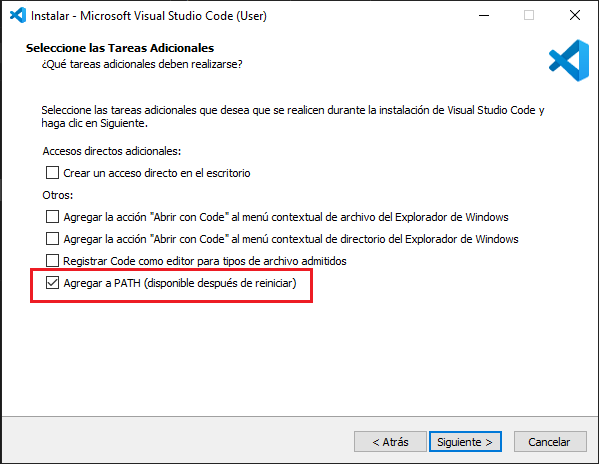 Instalar - Microsoft Visual Studio Code (User)
Seleccione las Tareas Adicionales
¿Qué tareas adicionales deben realizarse?
Seleccione las tareas adicionales que desea que se realicen durante la instalación de Visual Studio Code y
haga clic en Siguiente.
Accesos directos adicionales:
Crear un acceso directo en el escritorio
Otros:
Agregar la acción "Abrir con Code" al menú contextual de archivo del Explorador de Windows
Agregar la acción "Abrir con Code" al menú contextual de directorio del Explorador de Windows
Registrar Code como editor para tipos de archivo admitidos
Agregar a PATH (disponible después de reiniciar)
< Atrás
Siguiente >
Cancelar